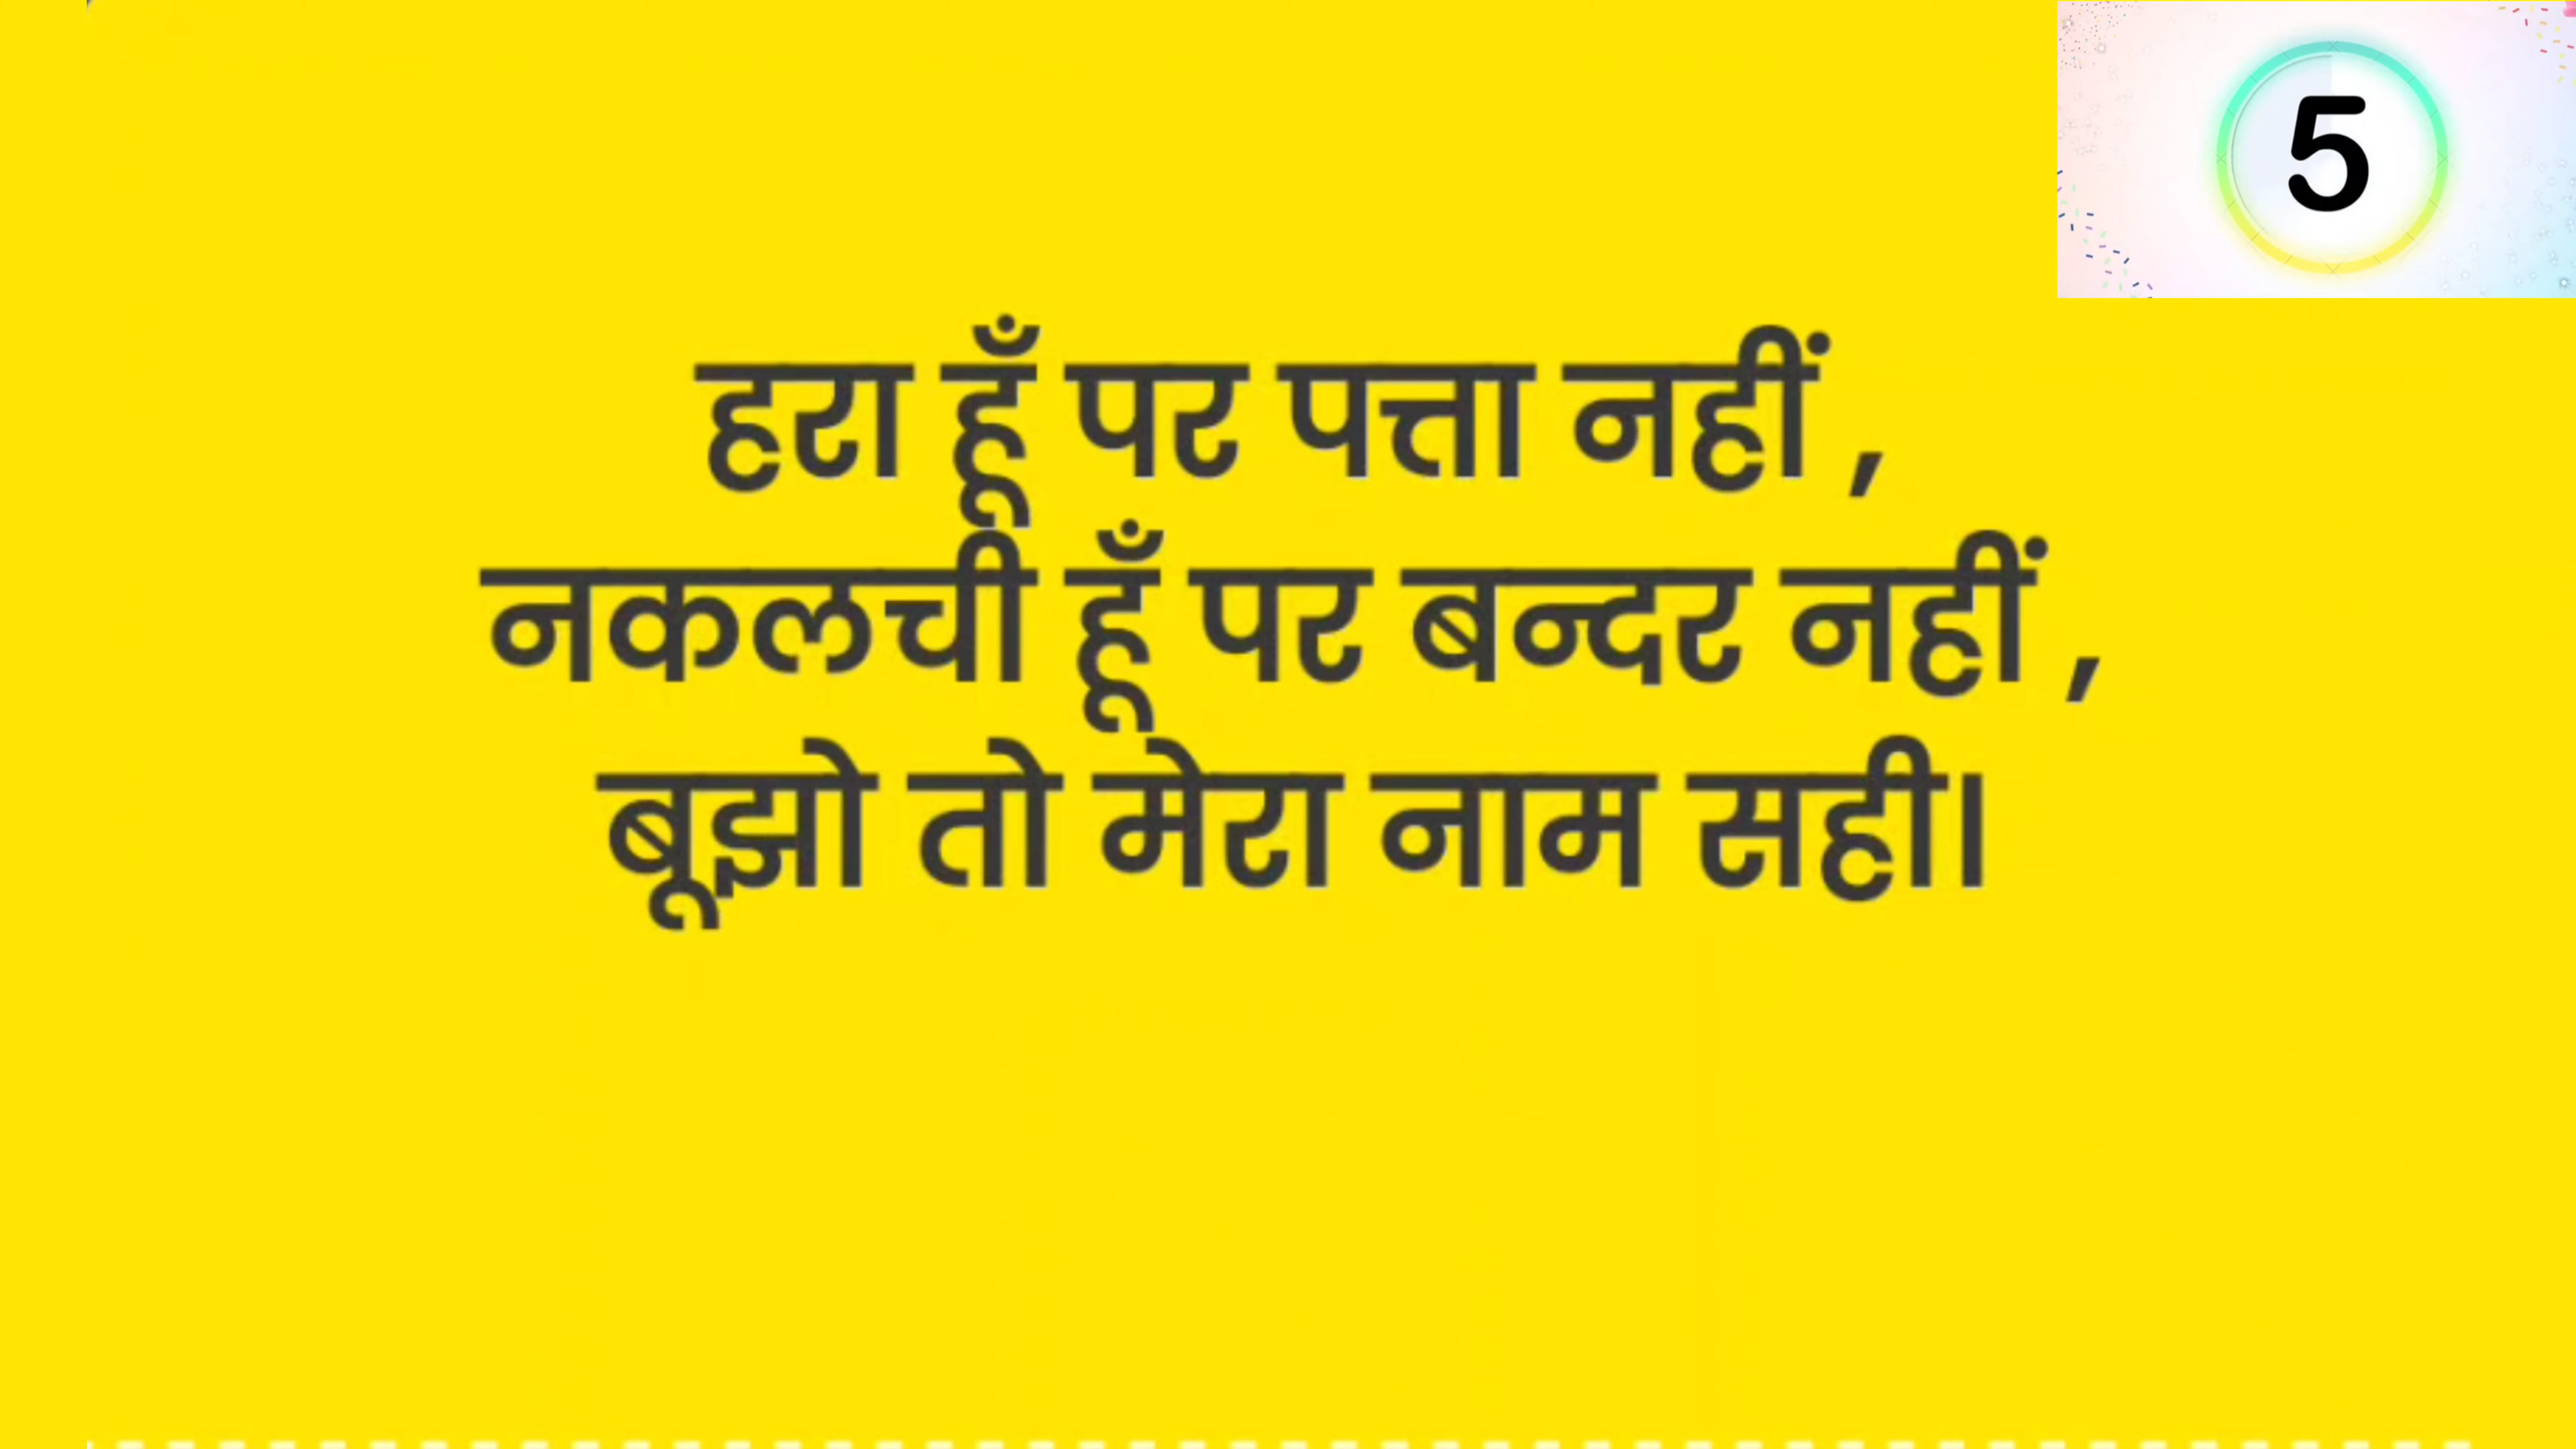 5
हरा हूँ पर पत्ता नहीं ,
नकलची हूँ पर बन्दर नहीं ,
बूझो तो मेरा नाम सही।